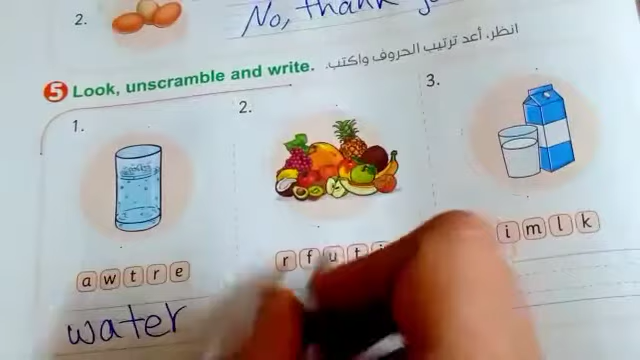 2.
No, thank
5 Look, unscramble and write. انظر، أعد ترتيب الحروف واكتب.
1. 2. 3.
a w t r e r f u t i i m l k
water